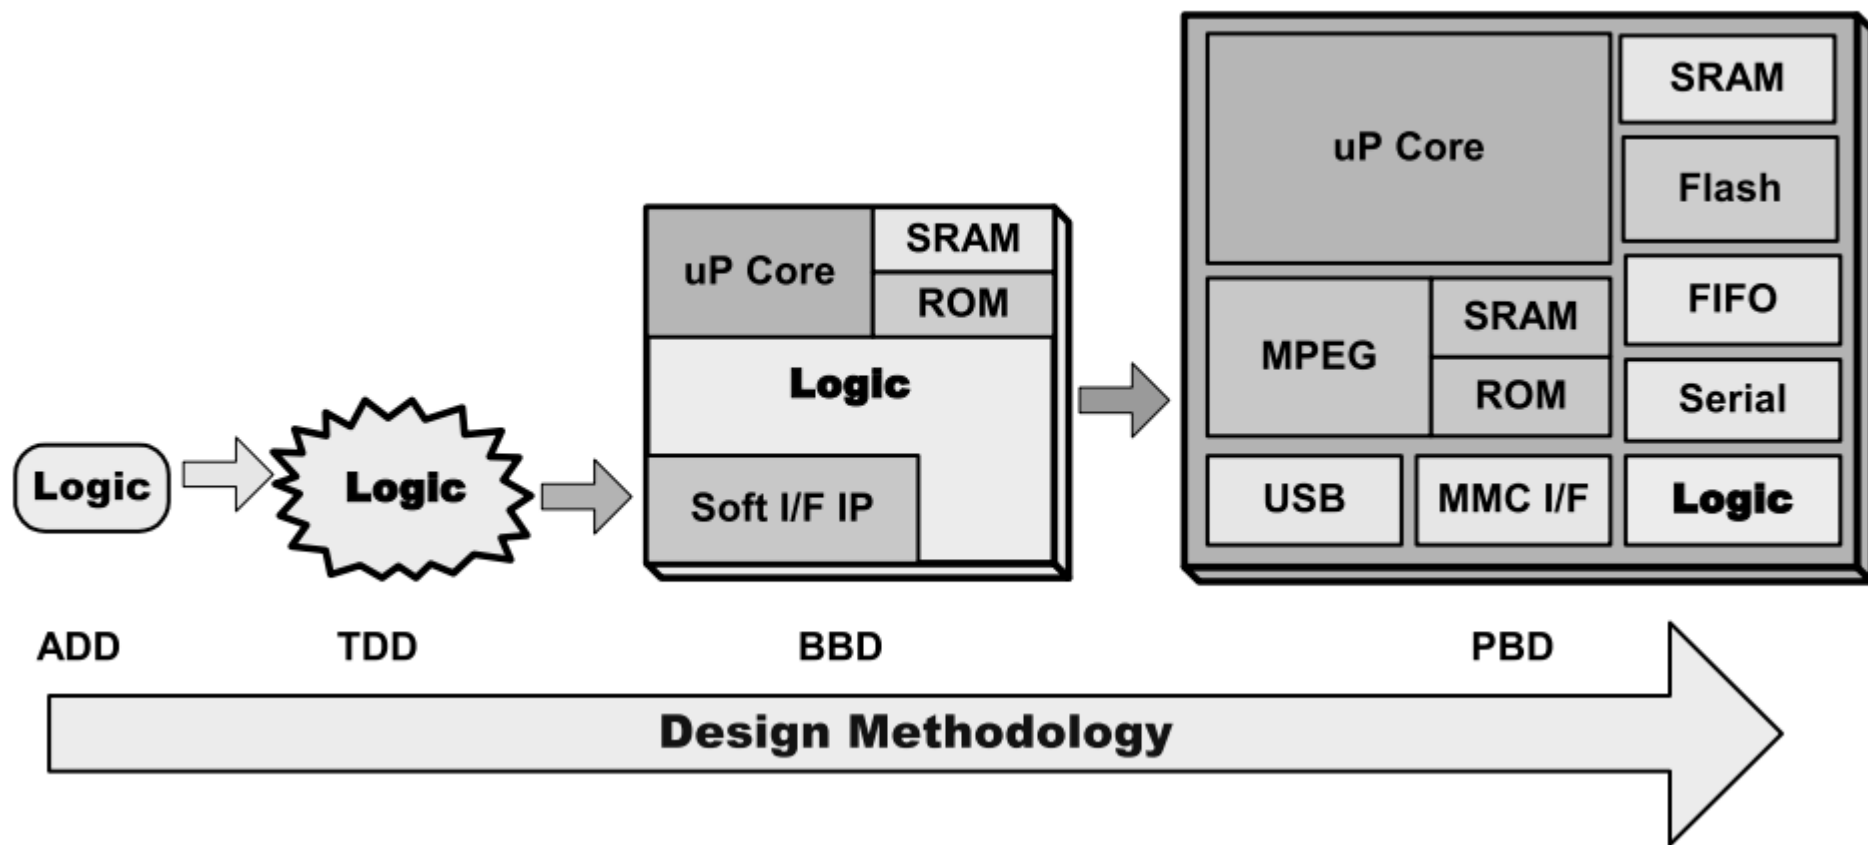 Logic
Logic
uP Core
SRAM
ROM
Logic
Soft I/F IP
uP Core
SRAM
Flash
FIFO
MPEG
SRAM
ROM
Serial
USB
MMC I/F
Logic
ADD
TDD
BBD
PBD
Design Methodology